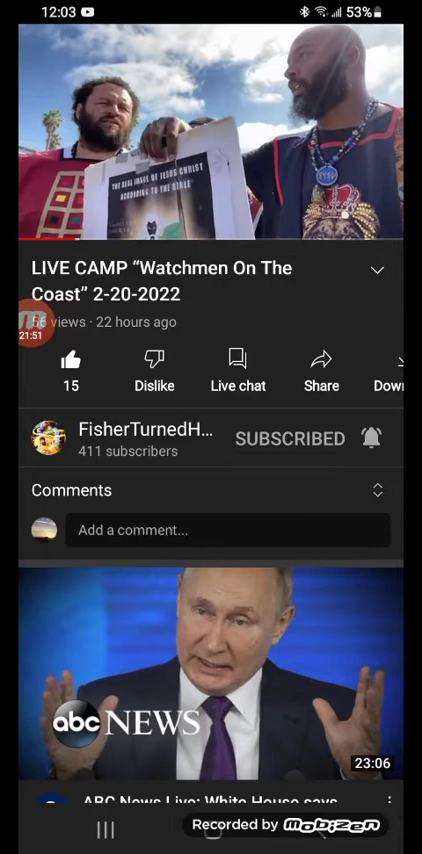 12:03
53%
THE REAL IMAGE OF JESUS CHRIST
ACCORDING TO THE BIBLE
LIVE CAMP “Watchmen On The
Coast” 2-20-2022
56 views · 22 hours ago
21:51
15
Dislike
Live chat
Share
Down
FisherTurnedH...
SUBSCRIBED
411 subscribers
Comments
Add a comment...
abc NEWS
23:06
ABC News Live: White House says
Recorded by Mobizen